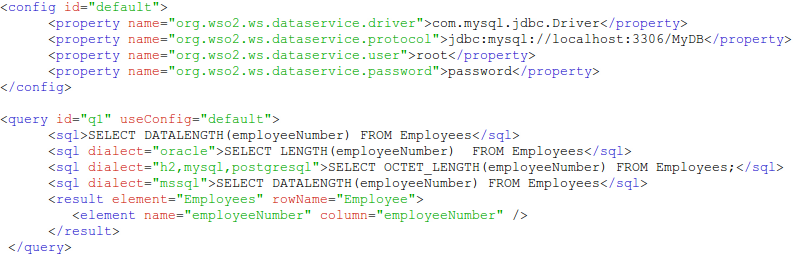 <config id="default">
      <property name="org.wso2.ws.dataservice.driver">com.mysql.jdbc.Driver</property>
      <property name="org.wso2.ws.dataservice.protocol">jdbc:mysql://localhost:3306/MyDB</property>
      <property name="org.wso2.ws.dataservice.user">root</property>
      <property name="org.wso2.ws.dataservice.password">password</property>
</config>

<query id="q1" useConfig="default">
      <sql>SELECT DATALENGTH(employeeNumber) FROM Employees</sql>
      <sql dialect="oracle">SELECT LENGTH(employeeNumber)  FROM Employees</sql>
      <sql dialect="h2,mysql,postgresql">SELECT OCTET_LENGTH(employeeNumber) FROM Employees;</sql>
      <sql dialect="mssql">SELECT DATALENGTH(employeeNumber) FROM Employees</sql>
      <result element="Employees" rowName="Employee">
         <element name="employeeNumber" column="employeeNumber" />
      </result>
 </query>